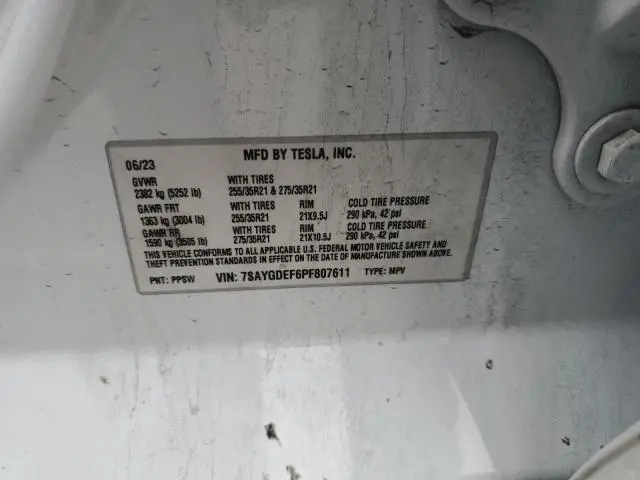 06/23 MFD BY TESLA, INC.
GVWR WITH TIRES
2382 kg (5252 lb) 255/35R21 & 275/35R21
GAWR FRT WITH TIRES RIM COLD TIRE PRESSURE
1363 kg (3004 lb) 255/35R21 21X9.5J 290 kPa, 42 psi
GAWR RR WITH TIRES RIM COLD TIRE PRESSURE
1590 kg (3505 lb) 275/35R21 21X10.5J 290 kPa, 42 psi
THIS VEHICLE CONFORMS TO ALL APPLICABLE U.S. FEDERAL MOTOR VEHICLE SAFETY AND
THEFT PREVENTION STANDARDS IN EFFECT ON THE DATE OF MANUFACTURE SHOWN ABOVE.
PNT: PPSW VIN: 7SAYGDEF6PF807611 TYPE: MPV